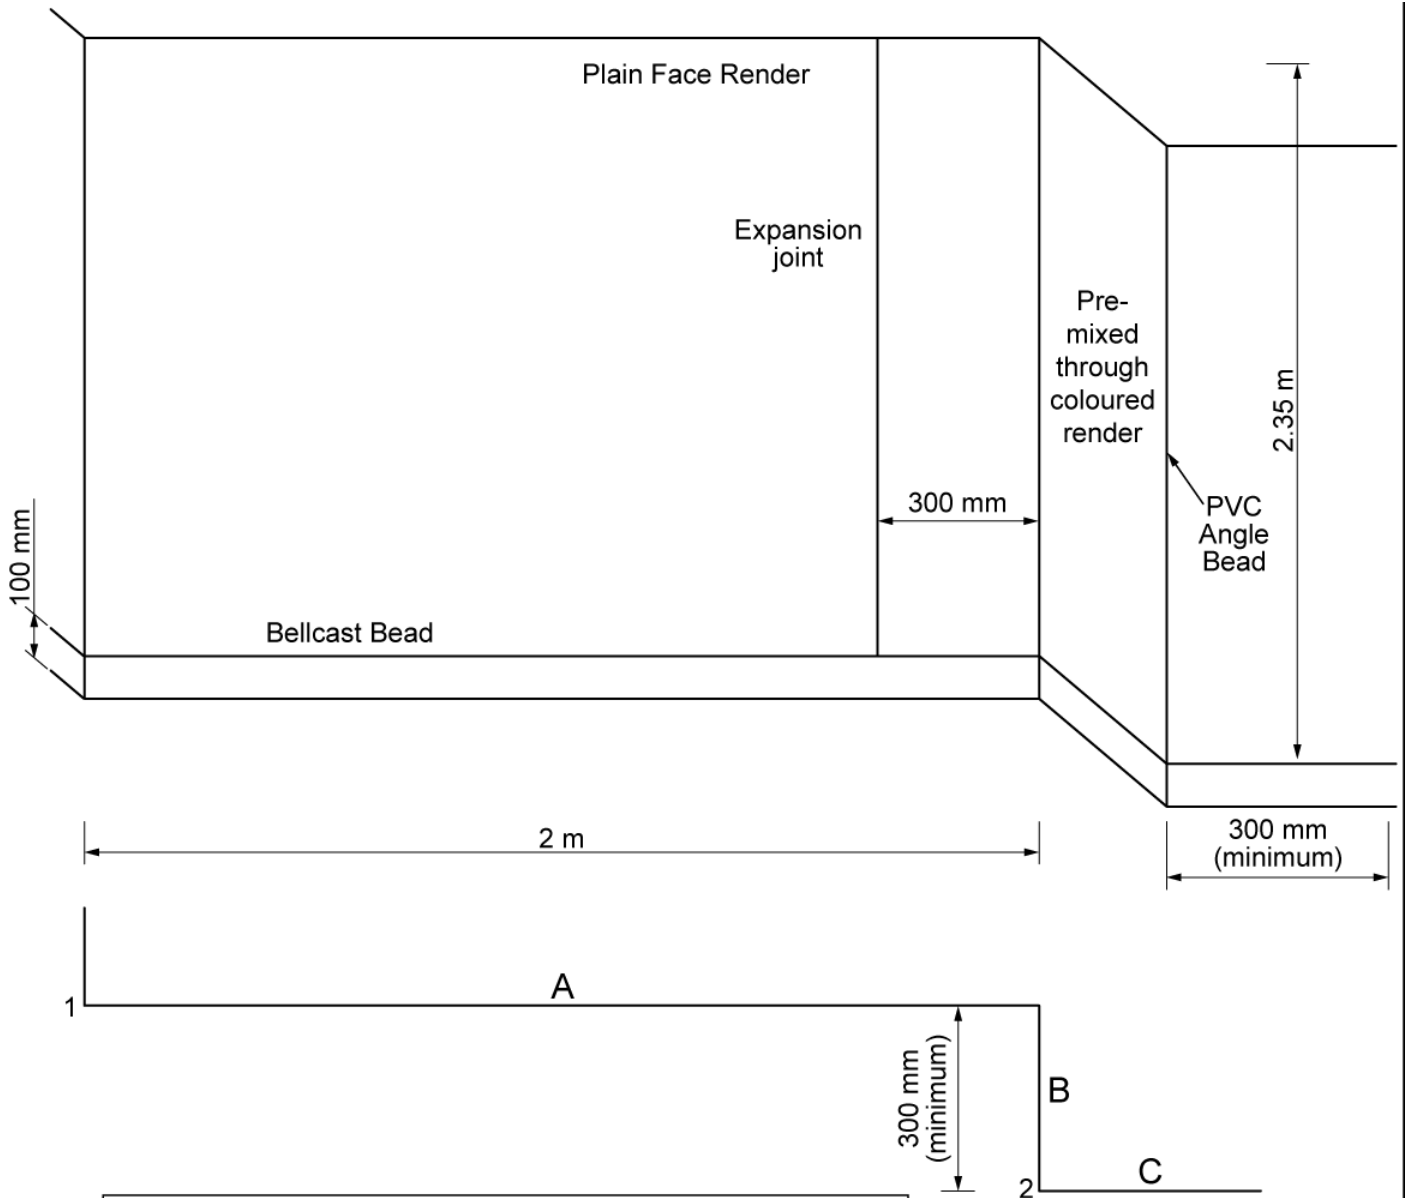 Plain Face Render
Expansion
joint
Pre-
mixed
through
coloured
render
2.35 m
300 mm
PVC
Angle
Bead
100 mm
Bellcast Bead
2 m
300 mm
(minimum)
A
1
300 mm
(minimum)
B
C
2